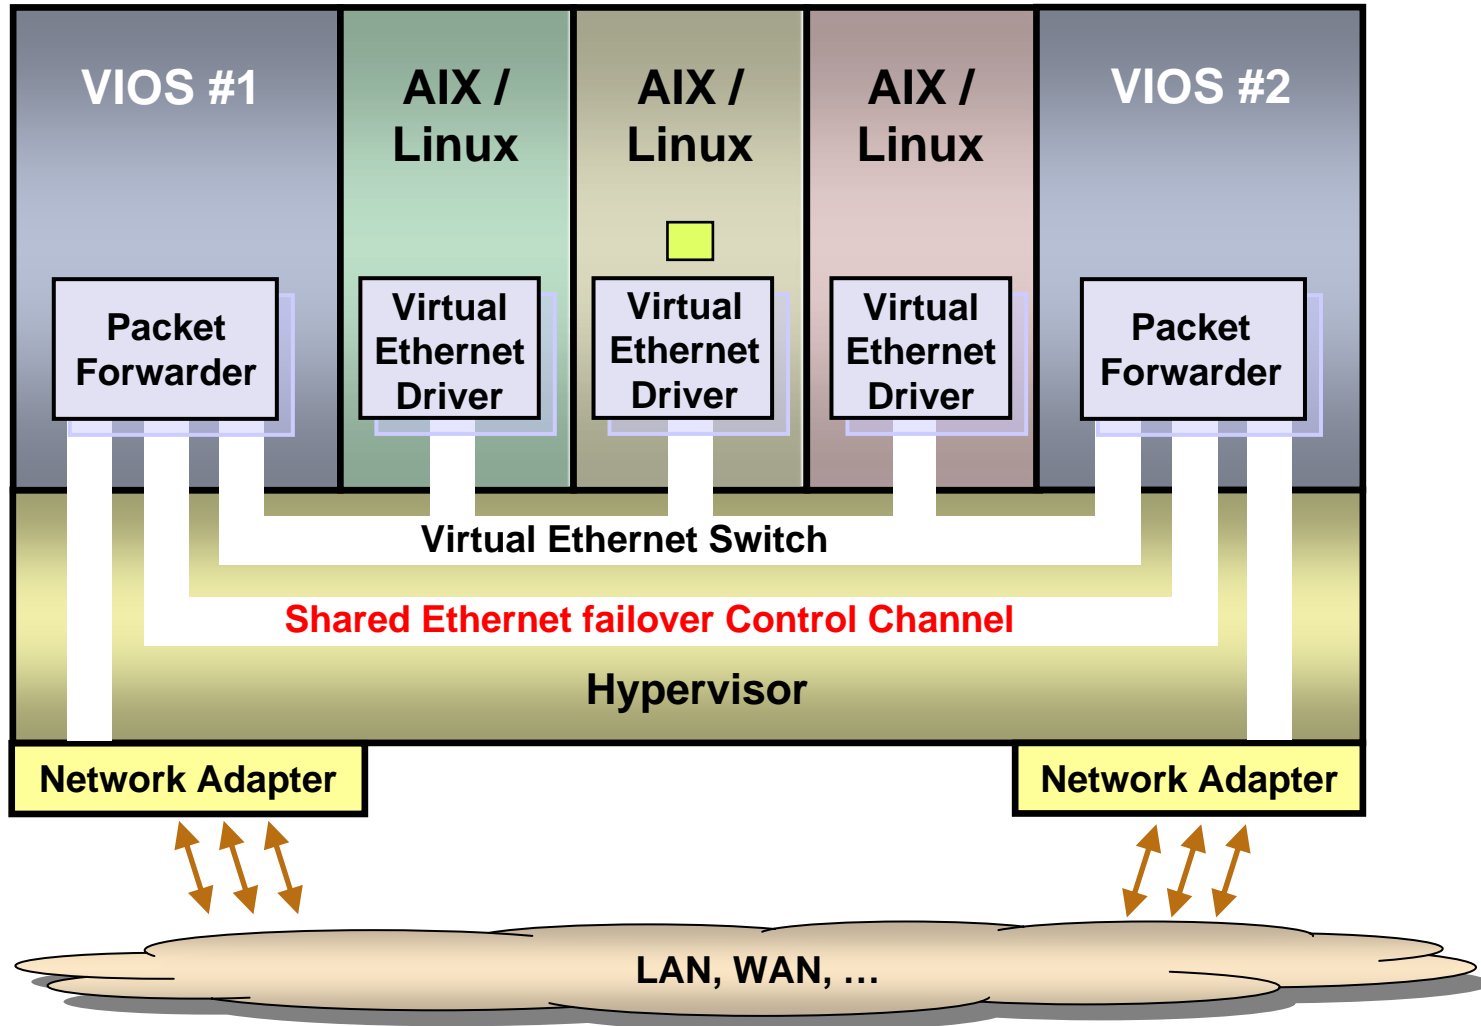 VIOS #1
AIX /
Linux
AIX /
Linux
AIX /
Linux
VIOS #2
Packet
Forwarder
Virtual
Ethernet
Driver
Virtual
Ethernet
Driver
Virtual
Ethernet
Driver
Packet
Forwarder
Virtual Ethernet Switch
Shared Ethernet failover Control Channel
Hypervisor
Network Adapter
Network Adapter
LAN, WAN, …